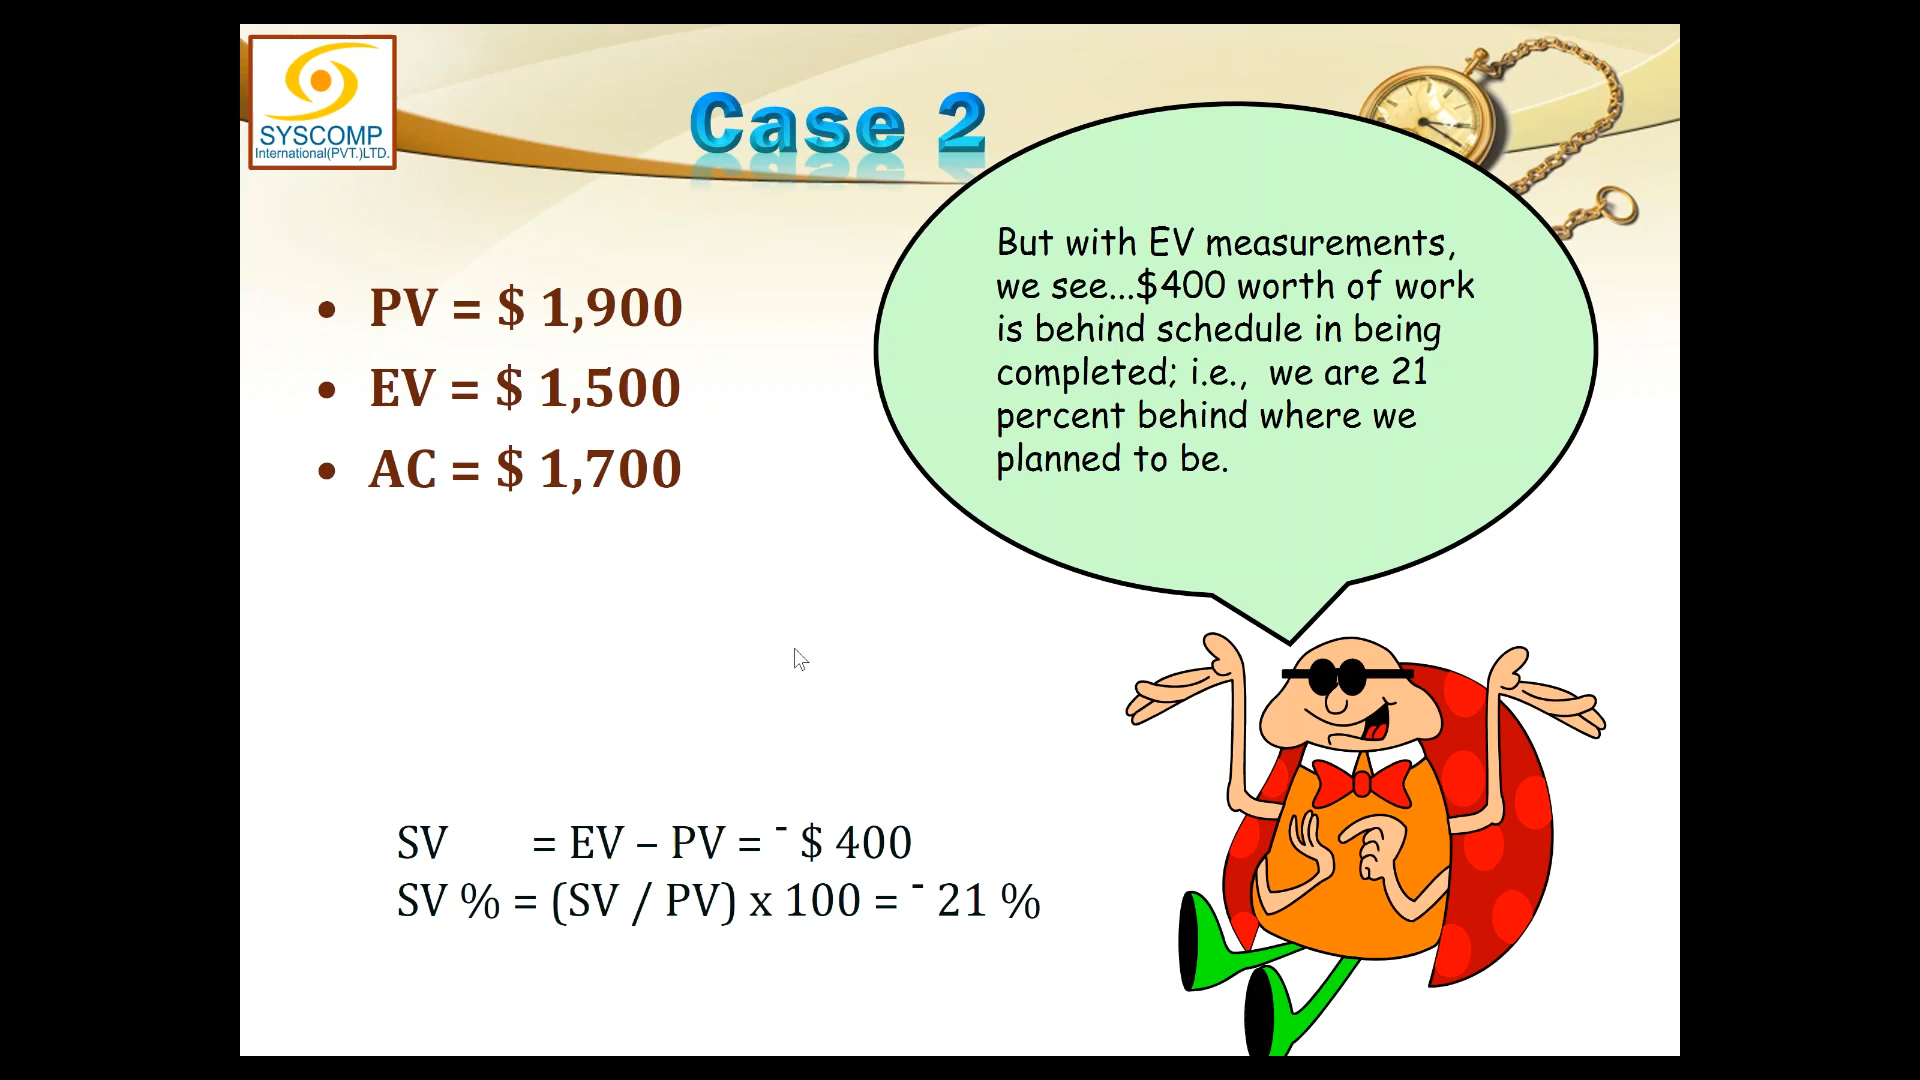 SYSCOMP
International(PVT.)LTD.
Case 2
But with EV measurements,
we see...$400 worth of work
is behind schedule in being
completed; i.e.,  we are 21
percent behind where we
planned to be.
• PV = $ 1,900
• EV = $ 1,500
• AC = $ 1,700
SV = EV – PV = - $ 400
SV % = (SV / PV) x 100 = - 21 %